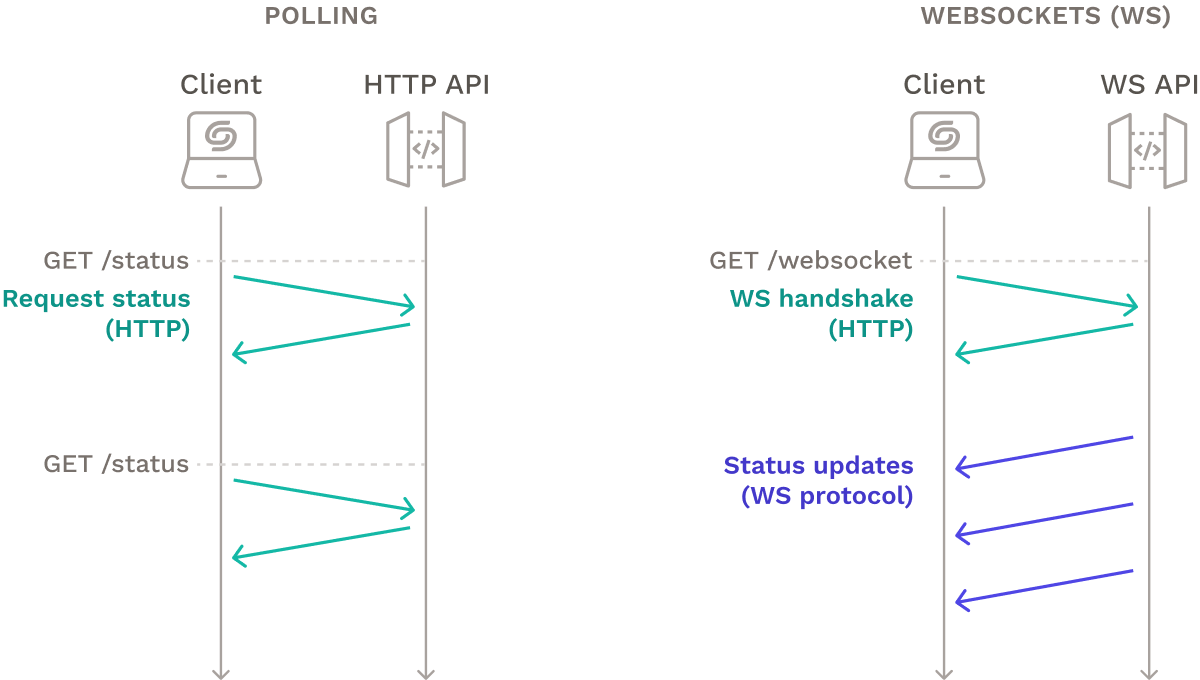 POLLING
Client
HTTP API
</>
GET /status
Request status
(HTTP)
GET /status
WEBSOCKETS (WS)
Client
WS API
</>
GET /websocket
WS handshake
(HTTP)
Status updates
(WS protocol)